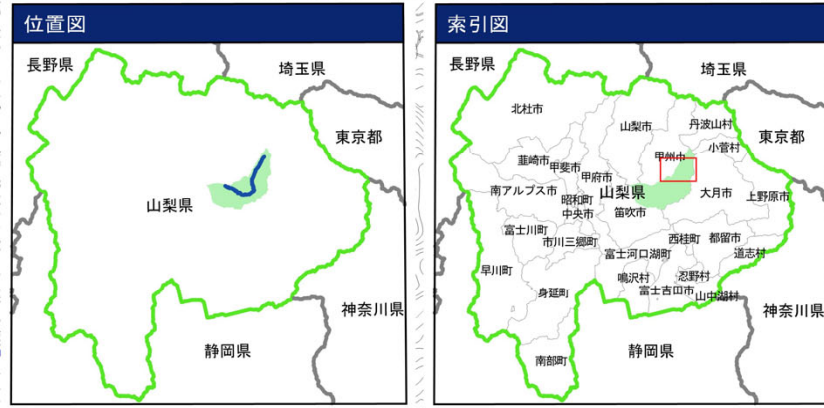 位置図
長野県
埼玉県
東京都
山梨県
神奈川県
静岡県
索引図
長野県
埼玉県
北杜市
山梨市
丹波山村
東京都
小菅村
甲州市
韮崎市
甲斐市
甲府市
南アルプス市
山梨県
大月市
上野原市
昭和町
中央市
笛吹市
富士川町
市川三郷町
西桂町
都留市
富士河口湖町
道志村
早川町
鳴沢村
忍野村
身延町
富士吉田市
山中湖村
神奈川県
静岡県
南部町